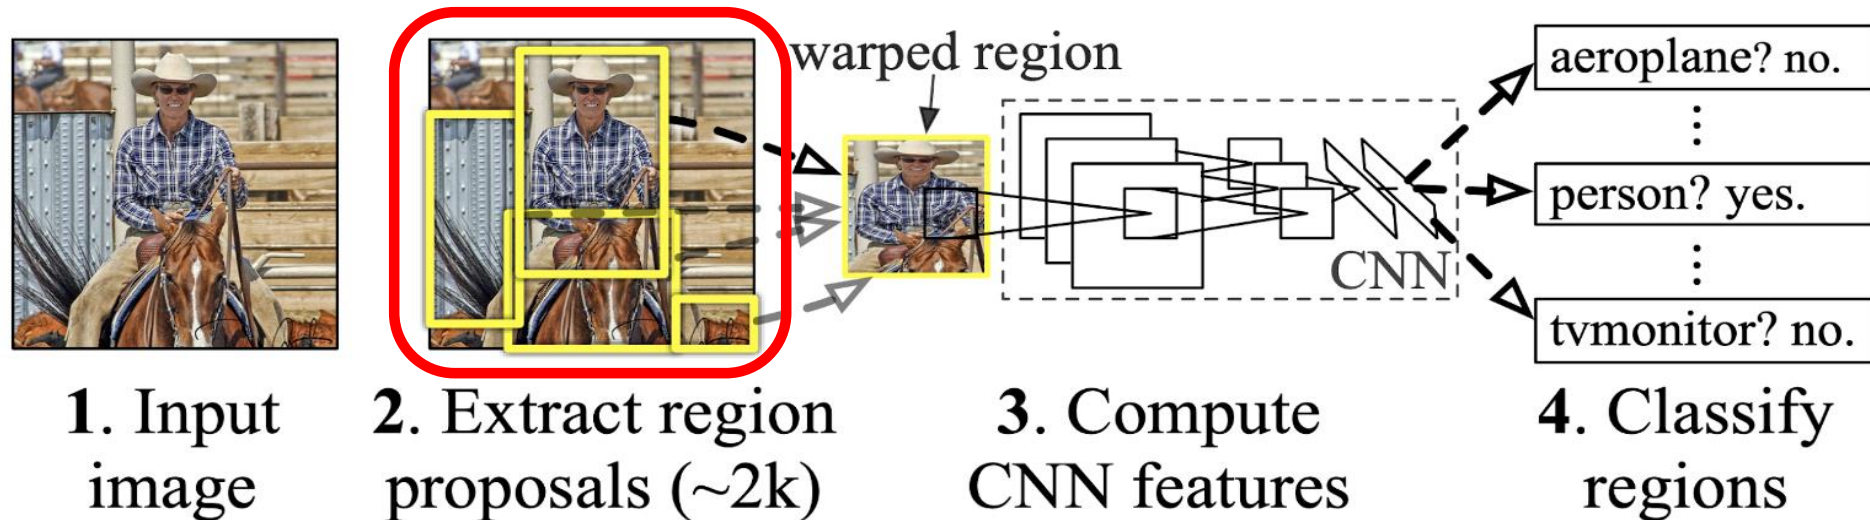 warped region
aeroplane? no.
person? yes.
CNN
tvmonitor? no.
1. Input
image
2. Extract region
proposals (~2k)
3. Compute
CNN features
4. Classify
regions